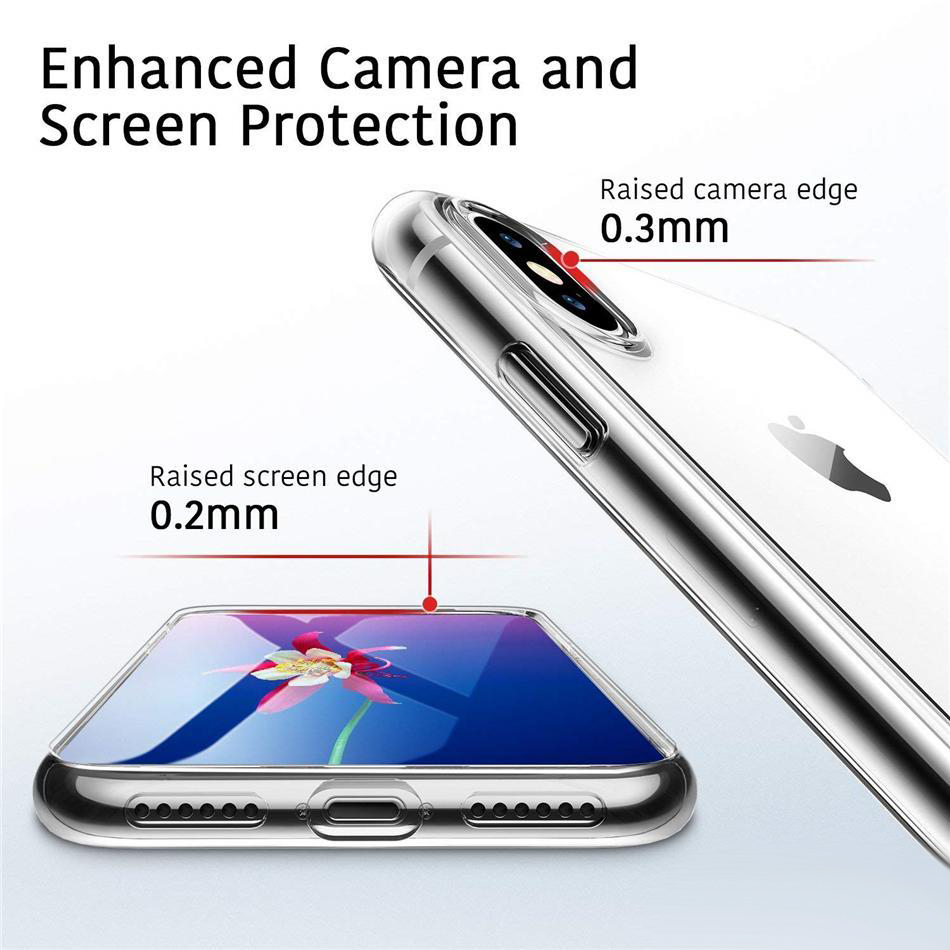 Enhanced Camera and
Screen Protection
Raised camera edge
0.3mm
Raised screen edge
0.2mm